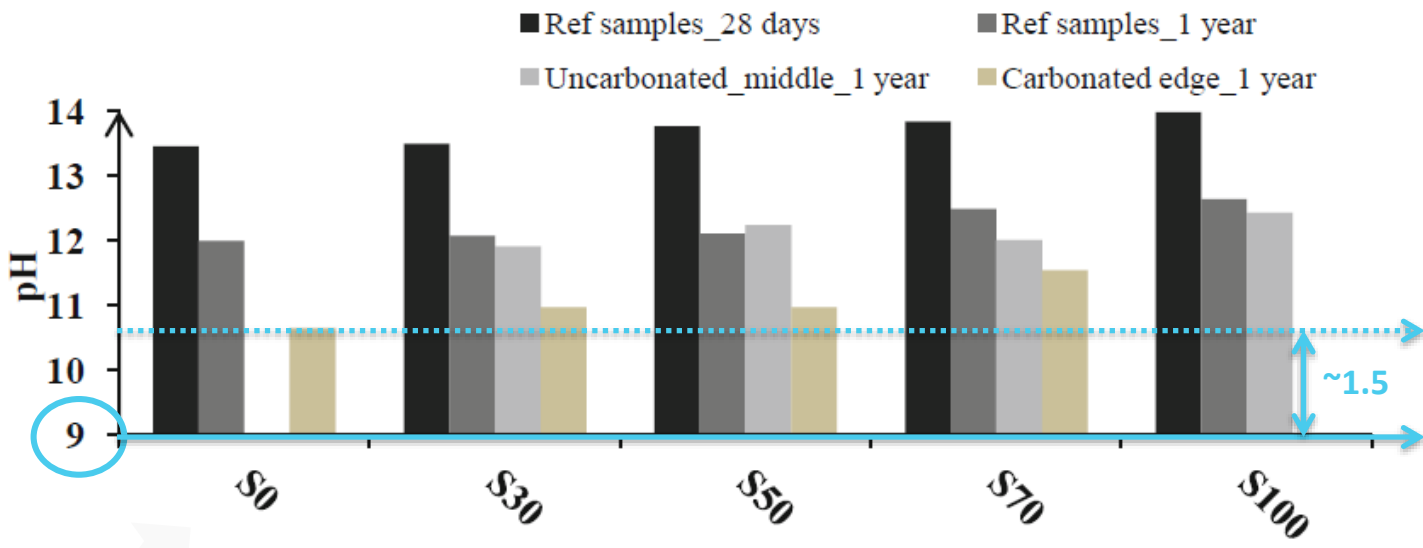 Ref samples_28 days Ref samples_1 year
Uncarbonated_middle_1 year Carbonated edge_1 year
14
13
12
11
10
9
pH
~1.5
S0 S30 S50 S70 S100